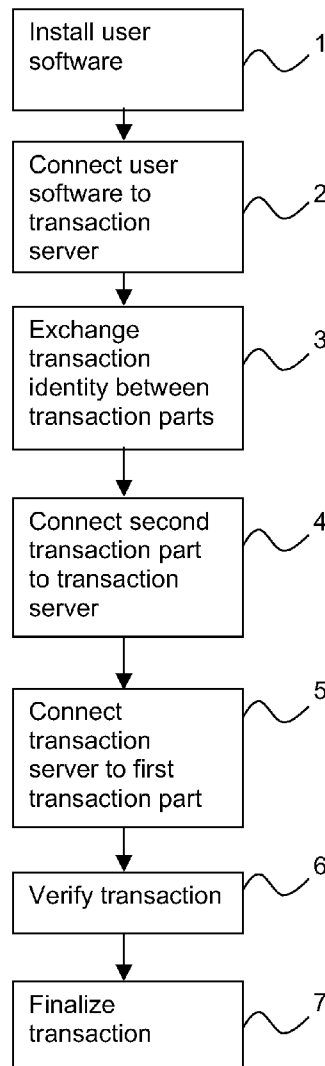 Install user
software
1
Connect user
software to
transaction
server
2
Exchange
transaction
identity between
transaction parts
3
Connect second
transaction part
to transaction
server
4
Connect
transaction
server to first
transaction part
5
Verify transaction
6
Finalize
transaction
7